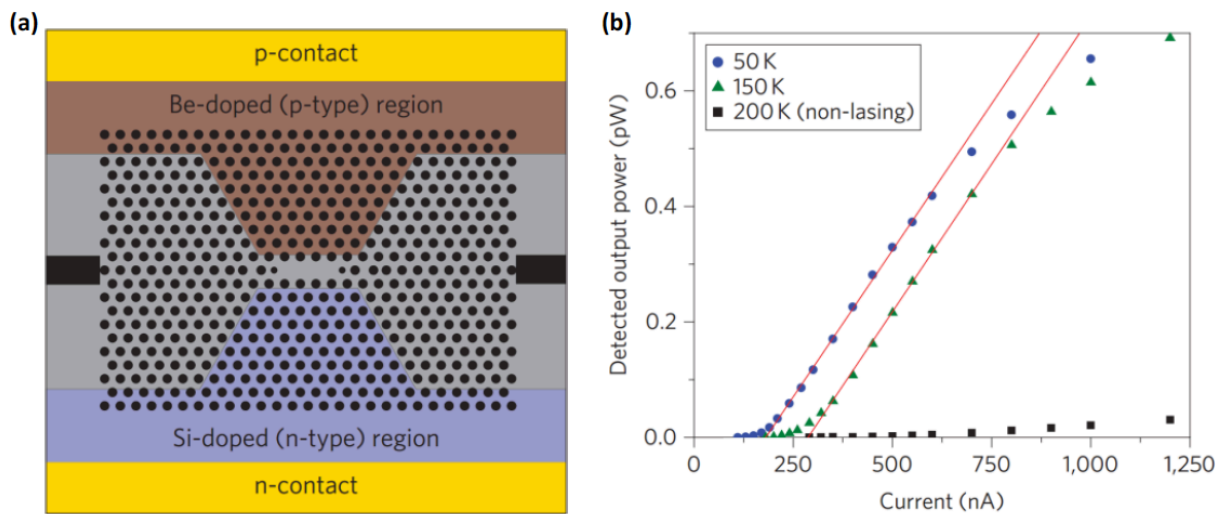 (a)
p-contact
Be-doped (p-type) region
Si-doped (n-type) region
n-contact
(b)
50 K
150 K
200 K (non-lasing)
Detected output power (pW)
0.6
0.4
0.2
0.0
0
250
500
750
1,000
1,250
Current (nA)